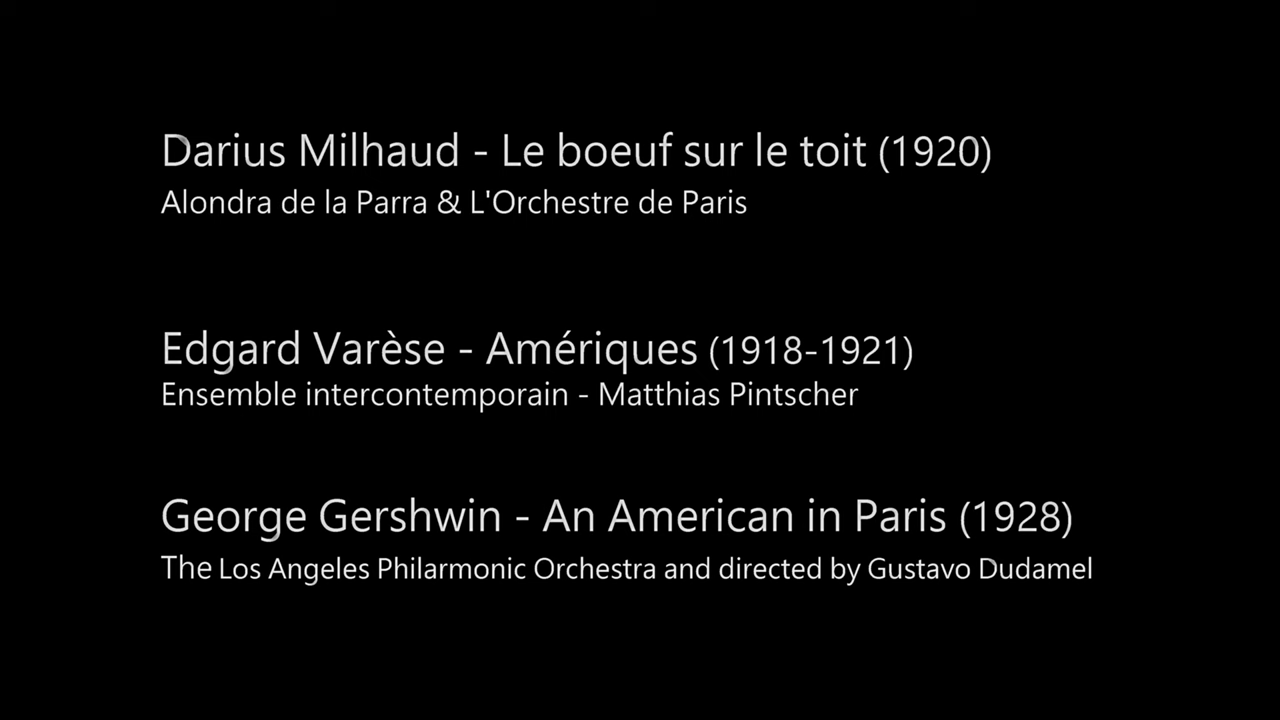 Darius Milhaud - Le boeuf sur le toit (1920)
Alondra de la Parra & L'Orchestre de Paris
Edgard Varèse - Amériques (1918-1921)
Ensemble intercontemporain - Matthias Pintscher
George Gershwin - An American in Paris (1928)
The Los Angeles Philarmonic Orchestra and directed by Gustavo Dudamel